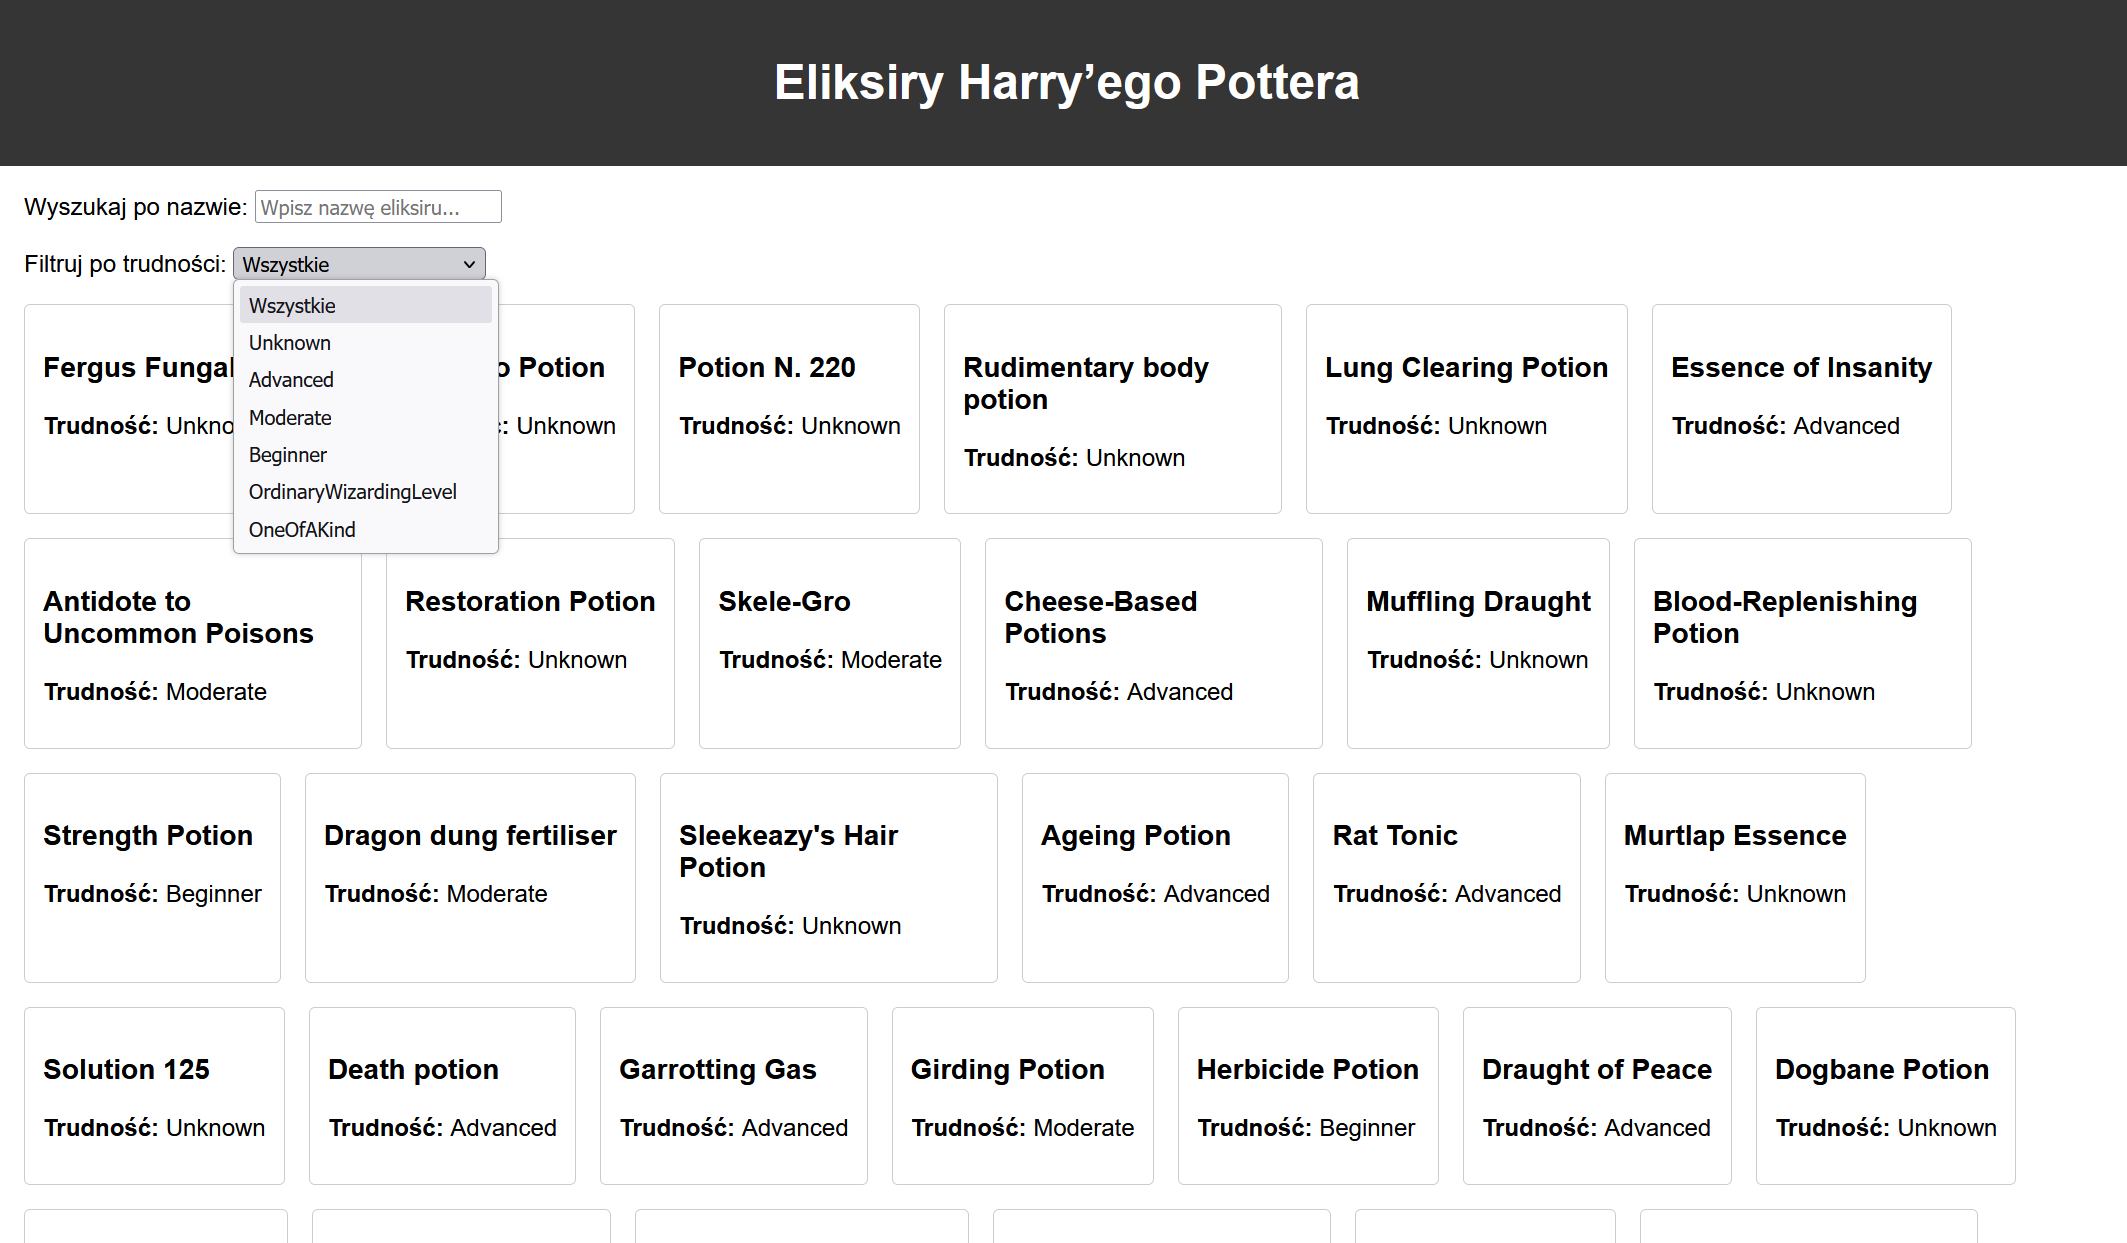 Eliksiry Harry’ego Pottera
Wyszukaj po nazwie: Wpisz nazwę eliksiru...
Filtruj po trudności: Wszystkie
Wszystkie
Unknown
Advanced
Moderate
Beginner
OrdinaryWizardingLevel
OneOfAKind
Fergus Fungal
Trudność:
Potion
Unknown
Potion N. 220
Trudność: Unknown
Rudimentary body
potion
Trudność: Unknown
Lung Clearing Potion
Trudność: Unknown
Essence of Insanity
Trudność: Advanced
Antidote to
Uncommon Poisons
Trudność: Moderate
Restoration Potion
Trudność: Unknown
Skele-Gro
Trudność: Moderate
Cheese-Based
Potions
Trudność: Advanced
Muffling Draught
Trudność: Unknown
Blood-Replenishing
Potion
Trudność: Unknown
Strength Potion
Trudność: Beginner
Dragon dung fertiliser
Trudność: Moderate
Sleekeazy's Hair
Potion
Trudność: Unknown
Ageing Potion
Trudność: Advanced
Rat Tonic
Trudność: Advanced
Murtlap Essence
Trudność: Unknown
Solution 125
Trudność: Unknown
Death potion
Trudność: Advanced
Garrotting Gas
Trudność: Advanced
Girding Potion
Trudność: Moderate
Herbicide Potion
Trudność: Beginner
Draught of Peace
Trudność: Advanced
Dogbane Potion
Trudność: Unknown